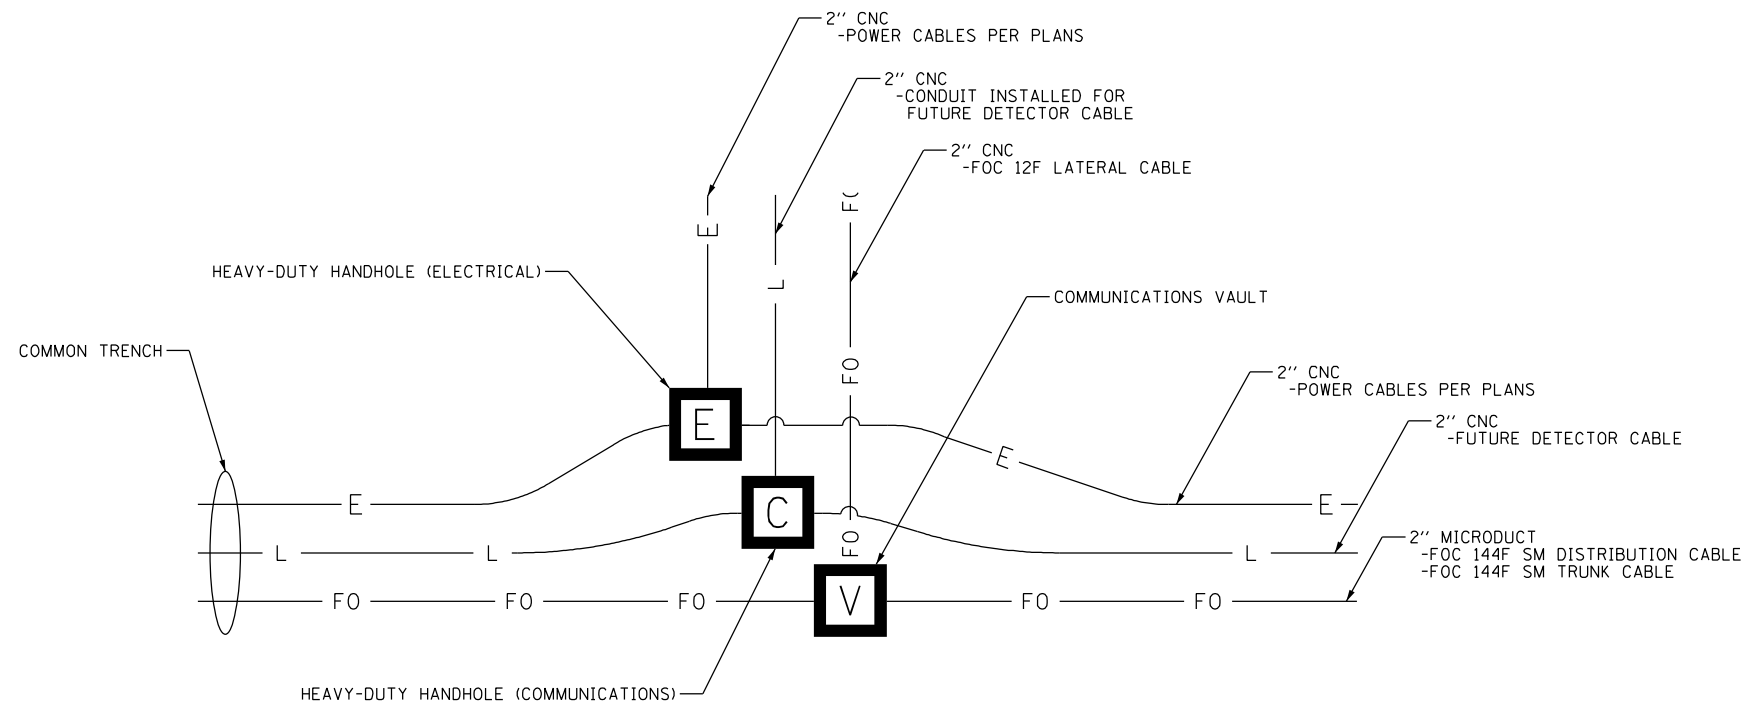 2'' CNC
-POWER CABLES PER PLANS
2'' CNC
-CONDUIT INSTALLED FOR
FUTURE DETECTOR CABLE
2'' CNC
-FOC 12F LATERAL CABLE
FO
E
HEAVY-DUTY HANDHOLE (ELECTRICAL)
L
COMMUNICATIONS VAULT
COMMON TRENCH
FO
2'' CNC
-POWER CABLES PER PLANS
E
2'' CNC
-FUTURE DETECTOR CABLE
E
E
E
C
FO
L
L
L
2'' MICRODUCT
-FOC 144F SM DISTRIBUTION CABLE
-FOC 144F SM TRUNK CABLE
FO
FO
FO
V
FO
FO
HEAVY-DUTY HANDHOLE (COMMUNICATIONS)